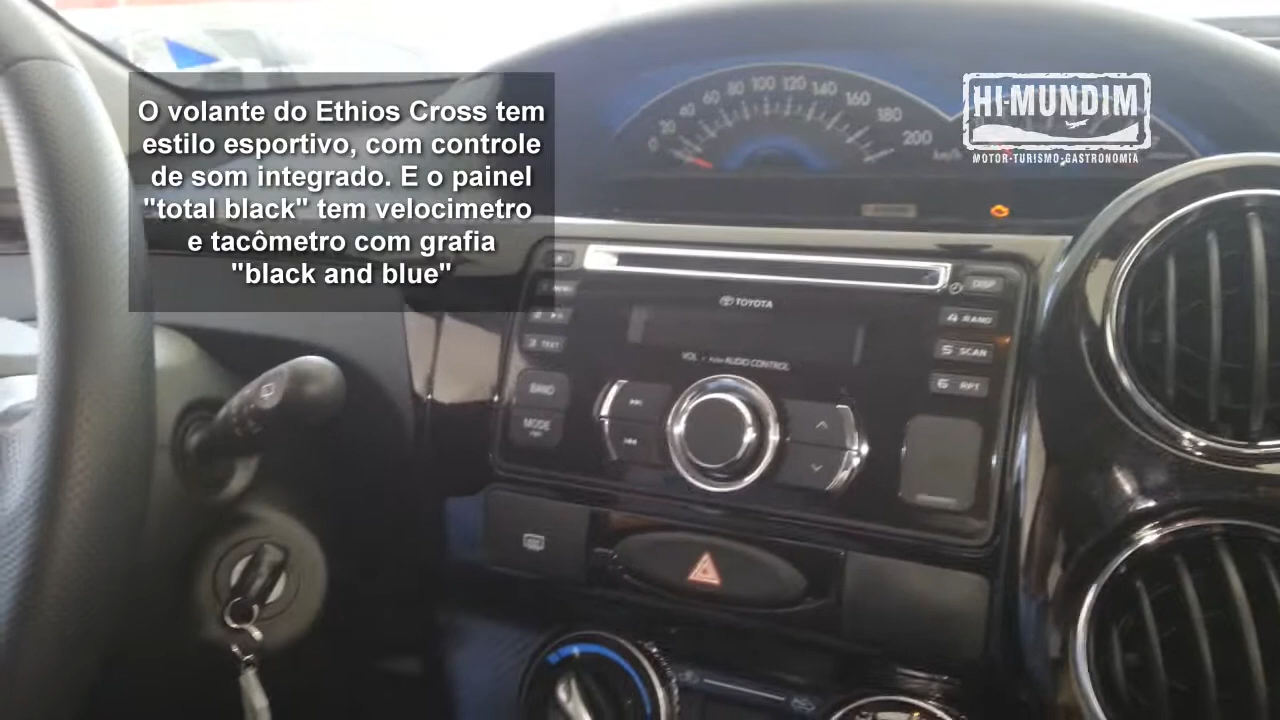 O volante do Ethios Cross tem
estilo esportivo, com controle
de som integrado. E o painel
"total black" tem velocimetro
e tacômetro com grafia
"black and blue"
HI-MUNDIM
MOTOR-TURISMO-GASTRONOMIA
0 20 40 60 80 100 120 140 160 180 200
km/h
DISP
TOYOTA
4 RAND
3 TEXT
5 SCAN
VOL AUDIO CONTROL
6 RPT
BAND
MODE